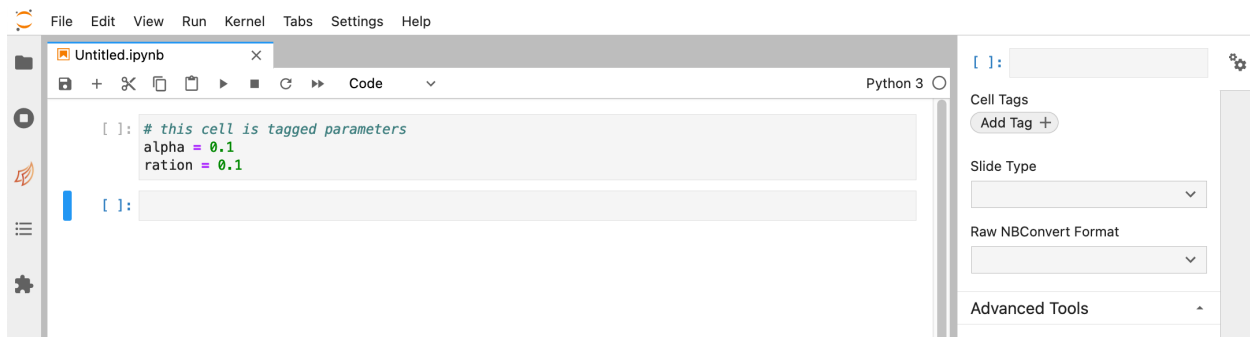 File Edit View Run Kernel Tabs Settings Help
Untitled.ipynb
Code
Python 3
[ ]: # this cell is tagged parameters
alpha = 0.1
ration = 0.1
[ ]:
[ ]:
Cell Tags
Add Tag +
Slide Type
Raw NBConvert Format
Advanced Tools